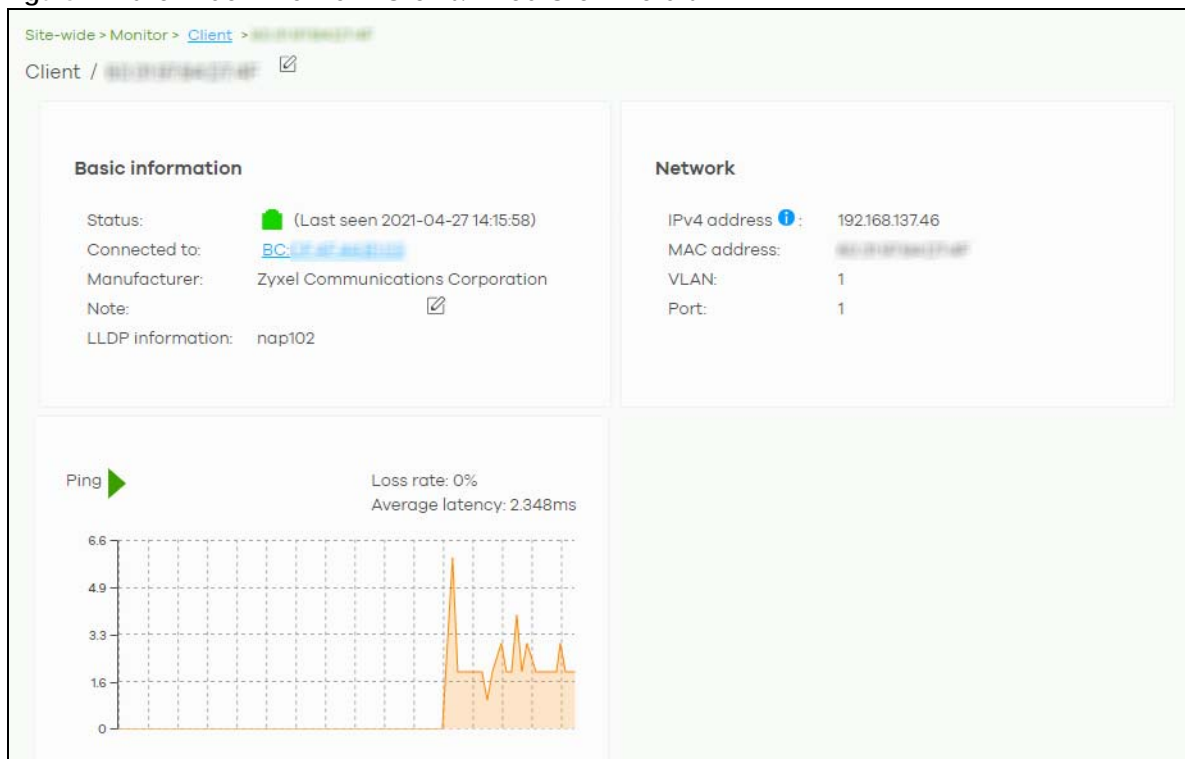 Site-wide > Monitor > Client >
Client /
Basic information
Status: (Last seen 2021-04-27 14:15:58)
Connected to: BC:
Manufacturer: Zyxel Communications Corporation
Note:
LLDP information: nap102
Network
IPv4 address i : 192.168.137.46
MAC address:
VLAN: 1
Port: 1
Ping
Loss rate: 0%
Average latency: 2.348ms
6.6
4.9
3.3
1.6
0